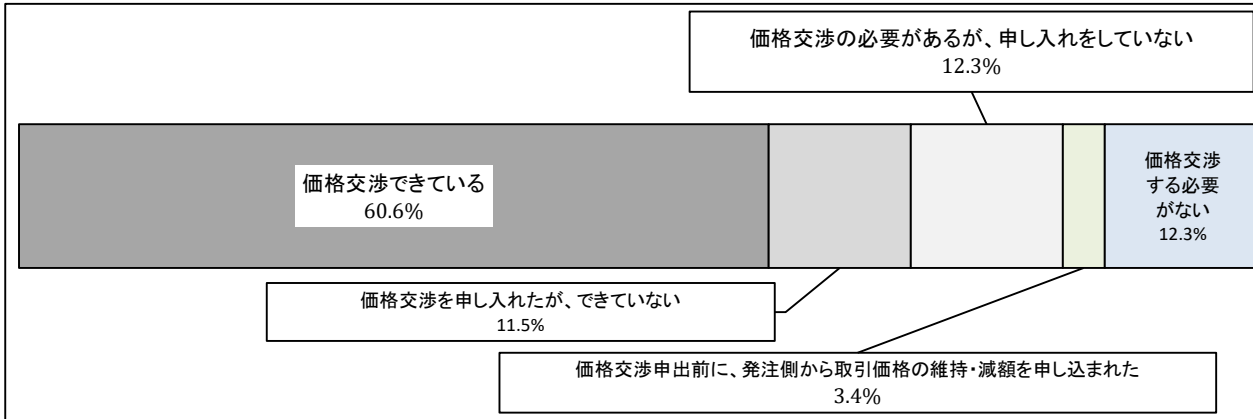 価格交渉の必要があるが、申し入れをしていない
12.3%
価格交渉できている
60.6%
価格交渉
する必要
がない
12.3%
価格交渉を申し入れたが、できていない
11.5%
価格交渉申出前に、発注側から取引価格の維持・減額を申し込まれた
3.4%